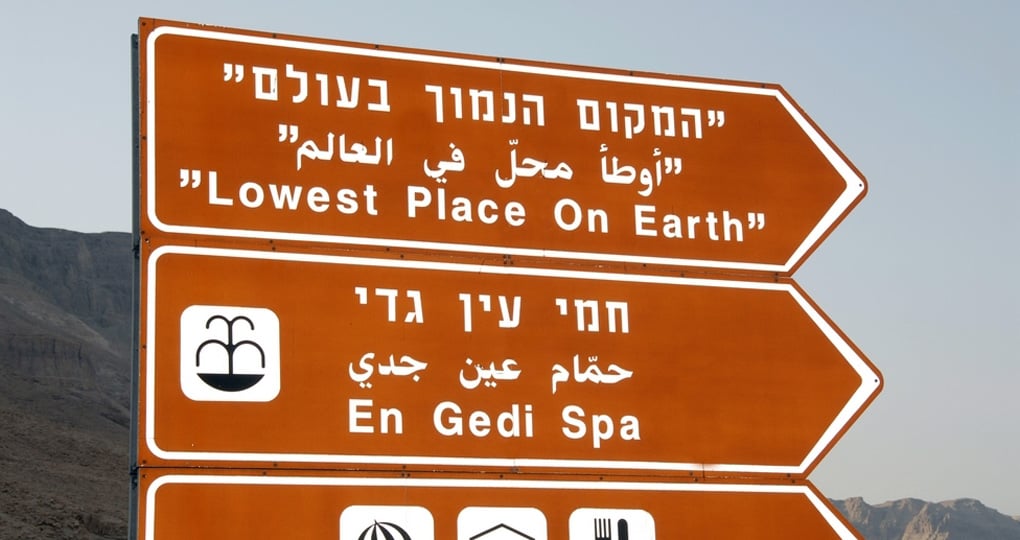 ”המקום הנמוך בעולם”
”أوطأ محلّ في العالم”
”Lowest Place On Earth”
חמי עין גדי
حمّام عين جدي
En Gedi Spa